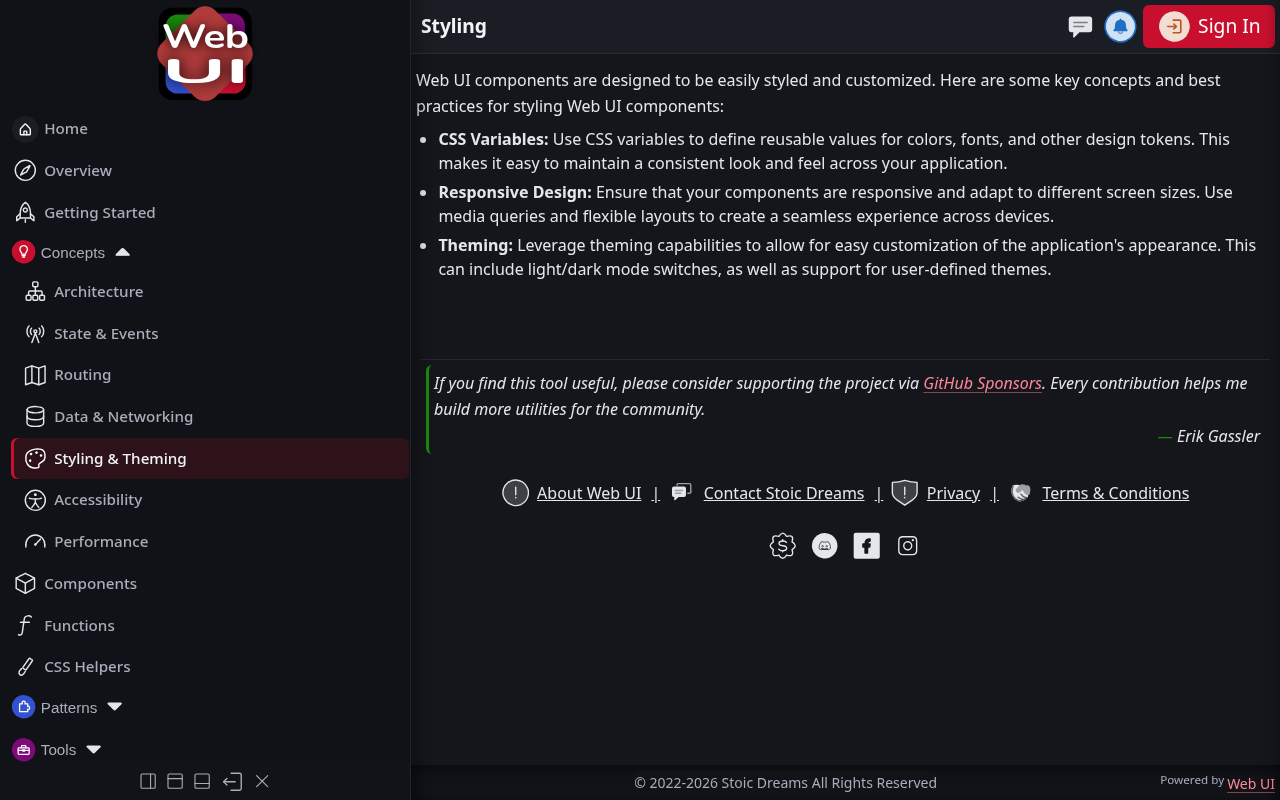 Web
UI
Home
Overview
Getting Started
Concepts
Architecture
State & Events
Routing
Data & Networking
Styling & Theming
Accessibility
Performance
Components
Functions
CSS Helpers
Patterns
Tools
Styling
Sign In
Web UI components are designed to be easily styled and customized. Here are some key concepts and best
practices for styling Web UI components:
CSS Variables: Use CSS variables to define reusable values for colors, fonts, and other design tokens. This
makes it easy to maintain a consistent look and feel across your application.
Responsive Design: Ensure that your components are responsive and adapt to different screen sizes. Use
media queries and flexible layouts to create a seamless experience across devices.
Theming: Leverage theming capabilities to allow for easy customization of the application's appearance. This
can include light/dark mode switches, as well as support for user-defined themes.
If you find this tool useful, please consider supporting the project via GitHub Sponsors. Every contribution helps me
build more utilities for the community.
— Erik Gassler
About Web UI | Contact Stoic Dreams | Privacy | Terms & Conditions
© 2022-2026 Stoic Dreams All Rights Reserved
Powered by Web UI